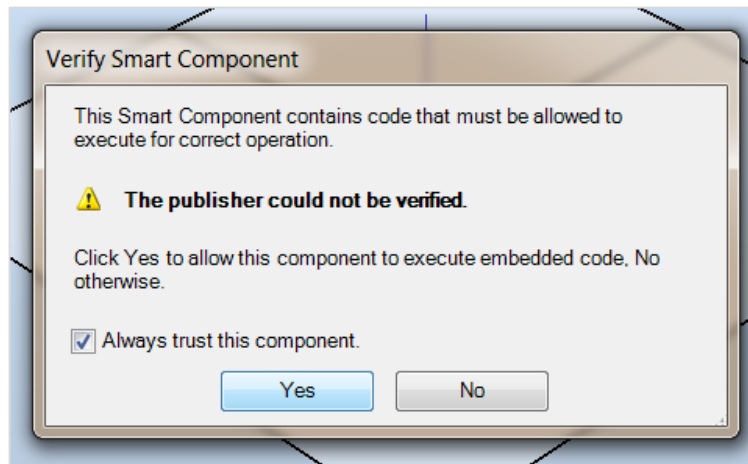 Verify Smart Component
This Smart Component contains code that must be allowed to
execute for correct operation.
The publisher could not be verified.
Click Yes to allow this component to execute embedded code, No
otherwise.
Always trust this component.
Yes No